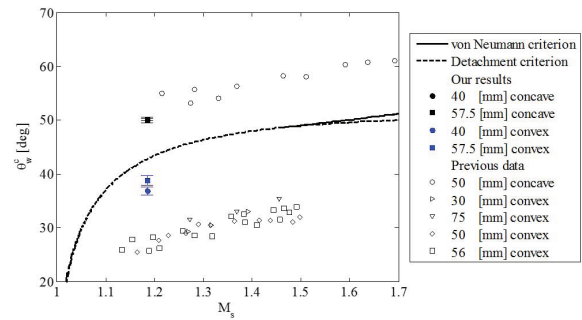 70
60
50
40
30
20
θ_w^c [deg]
1 1.1 1.2 1.3 1.4 1.5 1.6 1.7
M_s
von Neumann criterion
Detachment criterion
Our results
40 [mm] concave
57.5 [mm] concave
40 [mm] convex
57.5 [mm] convex
Previous data
50 [mm] concave
30 [mm] convex
75 [mm] convex
50 [mm] convex
56 [mm] convex